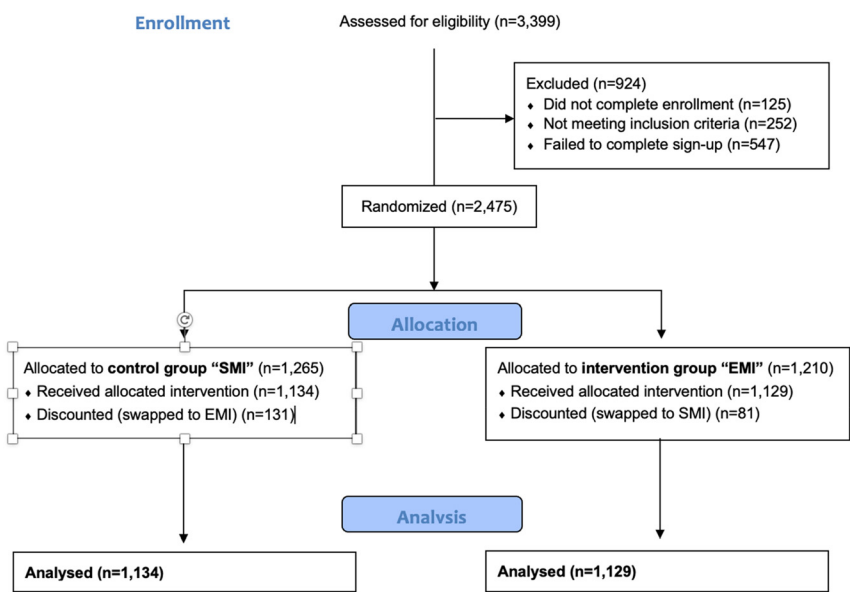 Enrollment
Assessed for eligibility (n=3,399)
Excluded (n=924)
♦ Did not complete enrollment (n=125)
♦ Not meeting inclusion criteria (n=252)
♦ Failed to complete sign-up (n=547)
Randomized (n=2,475)
Allocation
Allocated to control group “SMI” (n=1,265)
♦ Received allocated intervention (n=1,134)
♦ Discounted (swapped to EMI) (n=131)
Allocated to intervention group “EMI” (n=1,210)
♦ Received allocated intervention (n=1,129)
♦ Discounted (swapped to SMI) (n=81)
Analysis
Analysed (n=1,134)
Analysed (n=1,129)